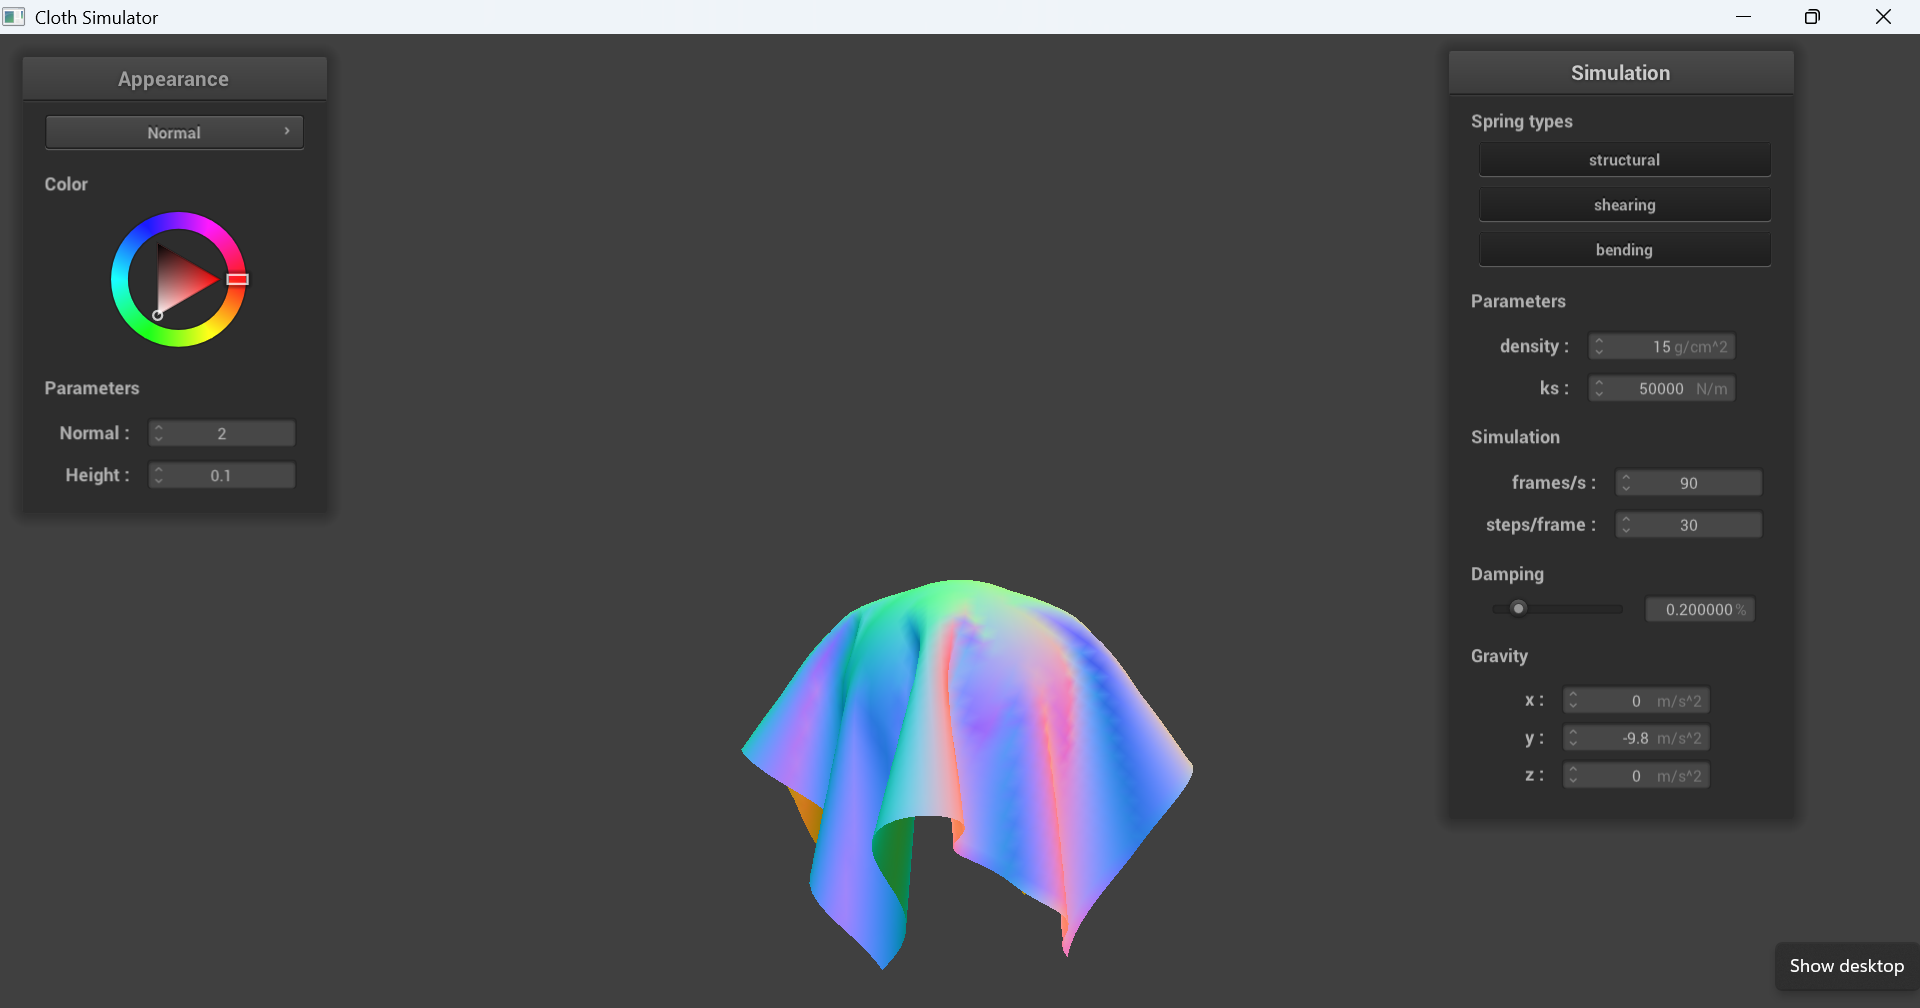 Cloth Simulator
Appearance
Normal
Color
Parameters
Normal : 2
Height : 0.1
Simulation
Spring types
structural
shearing
bending
Parameters
density : 15 g/cm^2
ks : 50000 N/m
Simulation
frames/s : 90
steps/frame : 30
Damping
0.200000 %
Gravity
x : 0 m/s^2
y : -9.8 m/s^2
z : 0 m/s^2
Show desktop